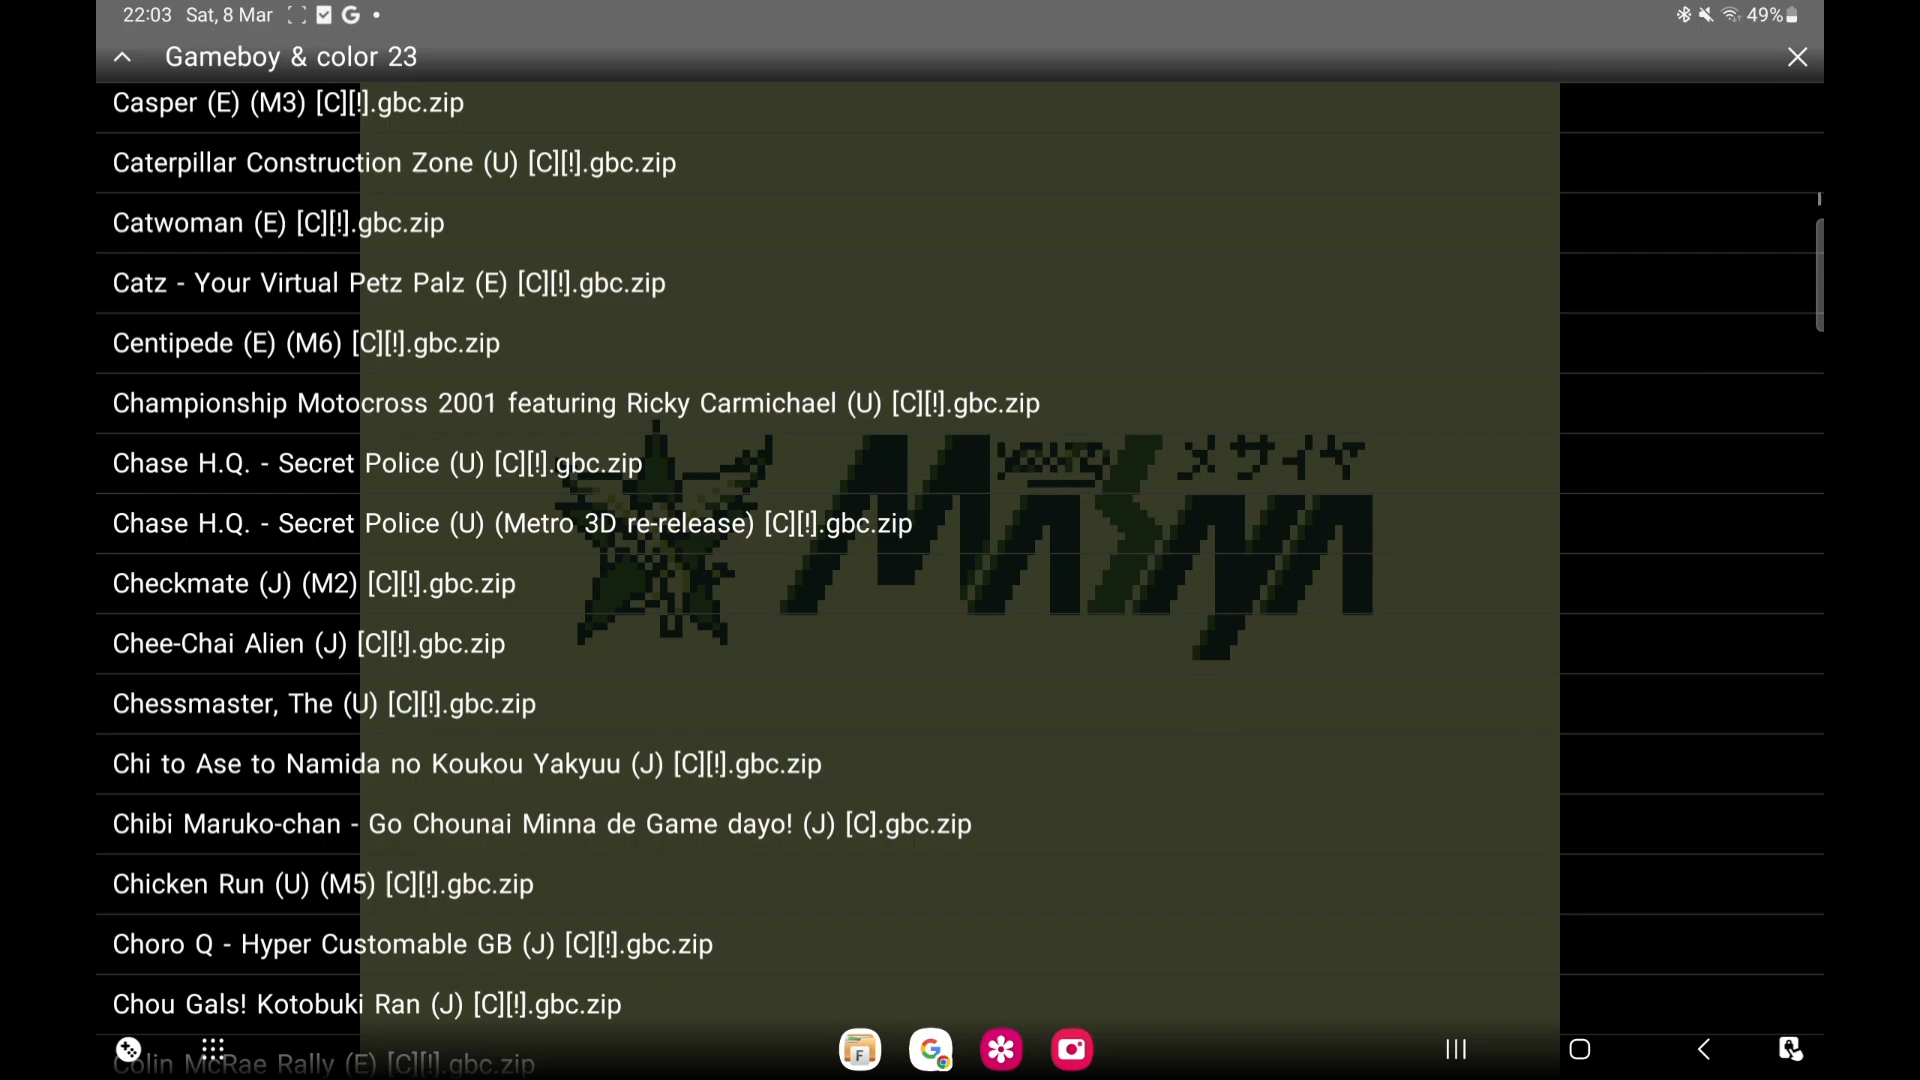 22:03 Sat, 8 Mar
49%
Gameboy & color 23
Casper (E) (M3) [C][!].gbc.zip
Caterpillar Construction Zone (U) [C][!].gbc.zip
Catwoman (E) [C][!].gbc.zip
Catz - Your Virtual Petz Palz (E) [C][!].gbc.zip
Centipede (E) (M6) [C][!].gbc.zip
Championship Motocross 2001 featuring Ricky Carmichael (U) [C][!].gbc.zip
Chase H.Q. - Secret Police (U) [C][!].gbc.zip
メサイヤ
Chase H.Q. - Secret Police (U) (Metro 3D re-release) [C][!].gbc.zip
Checkmate (J) (M2) [C][!].gbc.zip
Chee-Chai Alien (J) [C][!].gbc.zip
Chessmaster, The (U) [C][!].gbc.zip
Chi to Ase to Namida no Koukou Yakyuu (J) [C][!].gbc.zip
Chibi Maruko-chan - Go Chounai Minna de Game dayo! (J) [C].gbc.zip
Chicken Run (U) (M5) [C][!].gbc.zip
Choro Q - Hyper Customable GB (J) [C][!].gbc.zip
Chou Gals! Kotobuki Ran (J) [C][!].gbc.zip
Colin McRae Rally (E) [C][!].gbc.zip